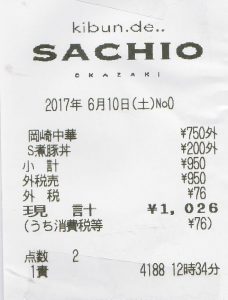 kibun.de..
SACHIO
OKAZAKI
2017年 6月10日(土)No0
岡崎中華 ¥750外
S煮豚丼 ¥200外
小計 ¥950
外税売 ¥950
外税 ¥76
現計 ¥1,026
(うち消費税等 ¥76)
点数 2
1責 4188 12時34分